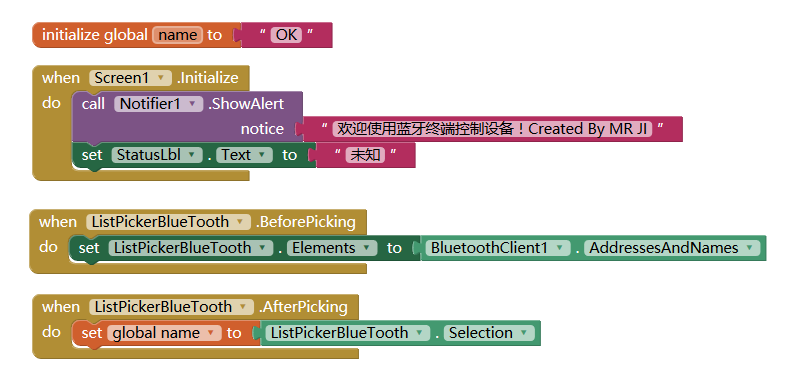 initialize global name to " OK "
when Screen1 .Initialize
do call Notifier1 .ShowAlert
notice " 欢迎使用蓝牙终端控制设备！Created By MR JI "
set StatusLbl . Text to " 未知 "
when ListPickerBlueTooth .BeforePicking
do set ListPickerBlueTooth . Elements to BluetoothClient1 . AddressesAndNames
when ListPickerBlueTooth .AfterPicking
do set global name to ListPickerBlueTooth . Selection